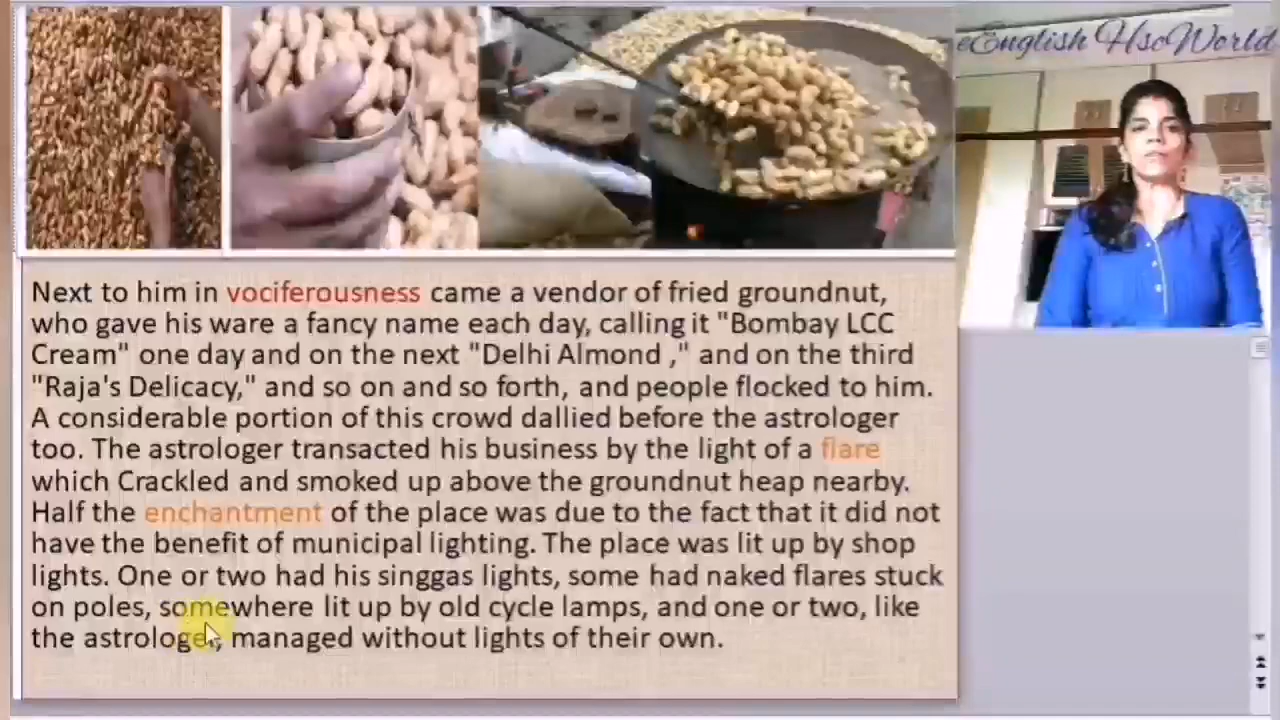 eEnglish HscWorld
Next to him in vociferousness came a vendor of fried groundnut,
who gave his ware a fancy name each day, calling it "Bombay LCC
Cream" one day and on the next "Delhi Almond ," and on the third
"Raja's Delicacy," and so on and so forth, and people flocked to him.
A considerable portion of this crowd dallied before the astrologer
too. The astrologer transacted his business by the light of a flare
which Crackled and smoked up above the groundnut heap nearby.
Half the enchantment of the place was due to the fact that it did not
have the benefit of municipal lighting. The place was lit up by shop
lights. One or two had his singgas lights, some had naked flares stuck
on poles, somewhere lit up by old cycle lamps, and one or two, like
the astrologer, managed without lights of their own.